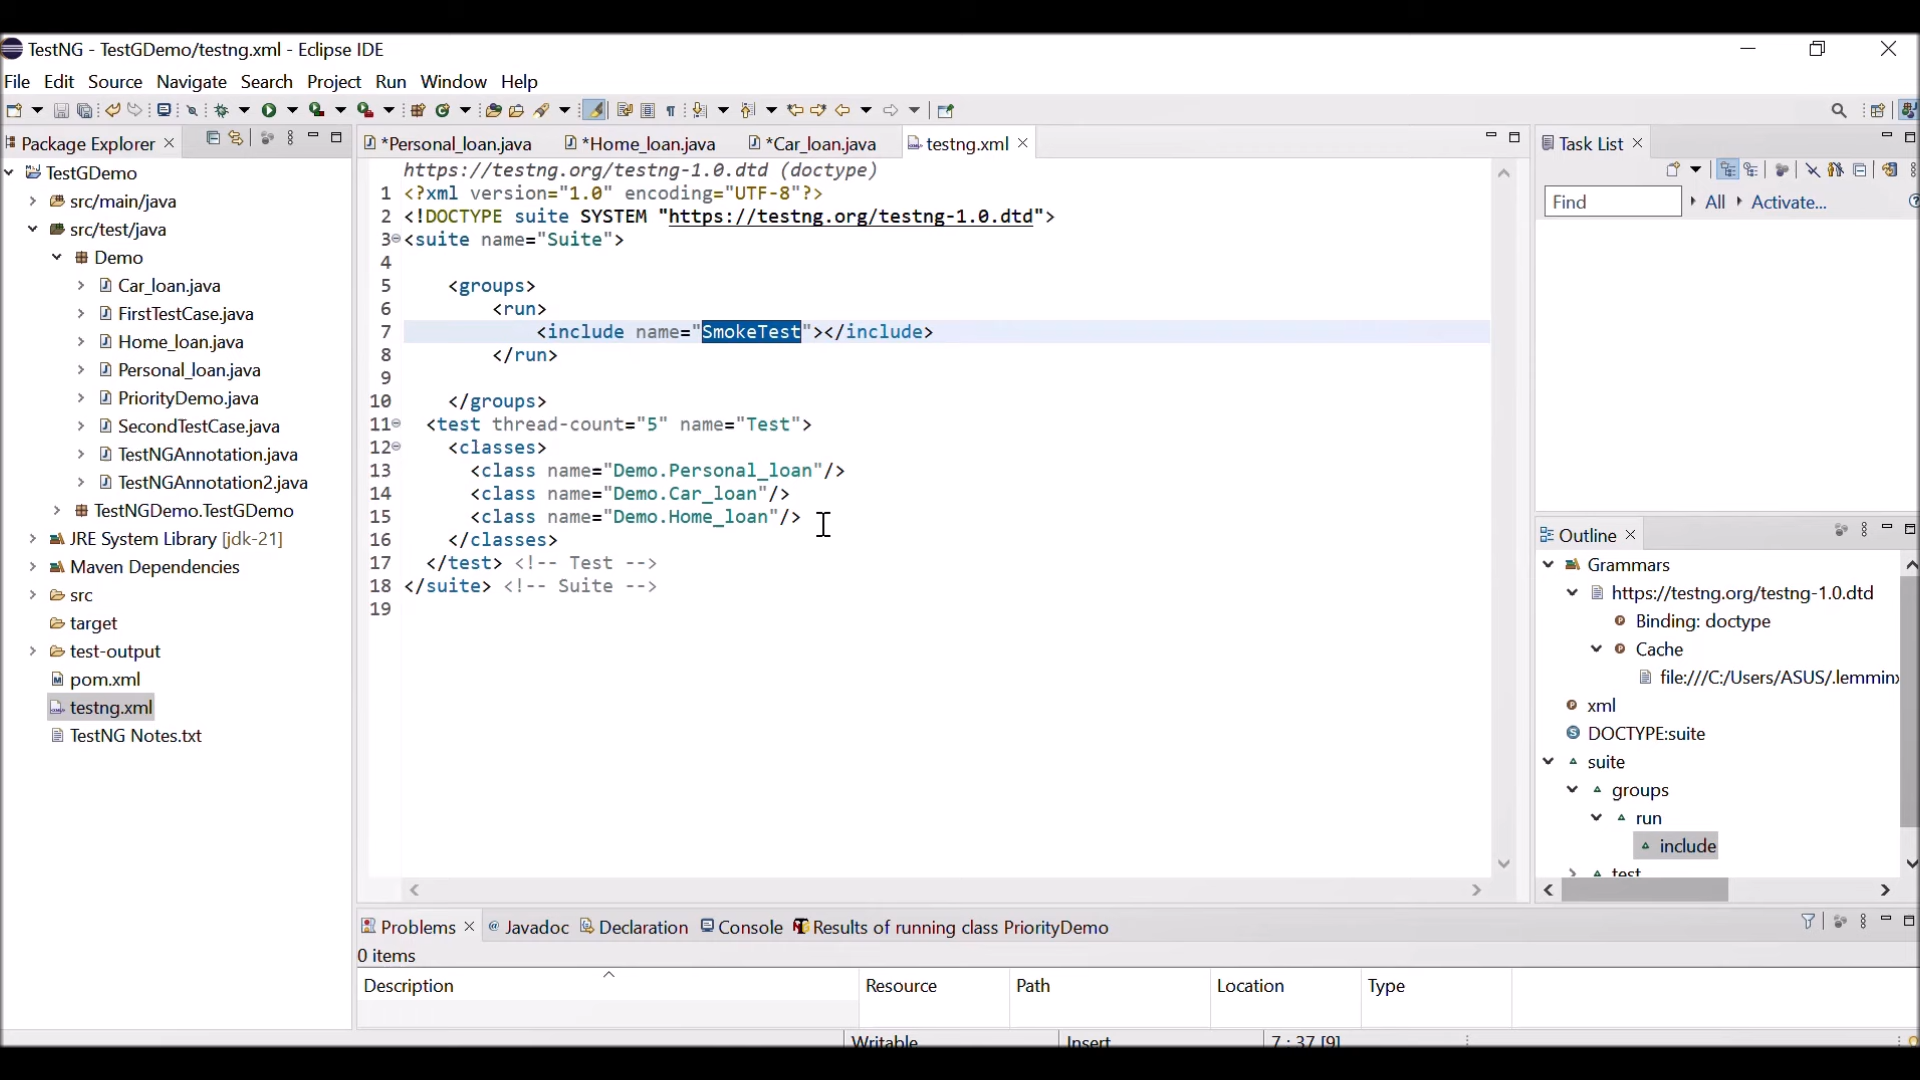 TestNG - TestGDemo/testng.xml - Eclipse IDE
File Edit Source Navigate Search Project Run Window Help
Package Explorer
TestGDemo
src/main/java
src/test/java
Demo
Car_loan.java
FirstTestCase.java
Home_loan.java
Personal_loan.java
PriorityDemo.java
SecondTestCase.java
TestNGAnnotation.java
TestNGAnnotation2.java
TestNGDemo.TestGDemo
JRE System Library [jdk-21]
Maven Dependencies
src
target
test-output
pom.xml
testng.xml
TestNG Notes.txt
*Personal_loan.java *Home_loan.java *Car_loan.java testng.xml
https://testng.org/testng-1.0.dtd (doctype)
1 <?xml version="1.0" encoding="UTF-8"?>
2 <!DOCTYPE suite SYSTEM "https://testng.org/testng-1.0.dtd">
3 <suite name="Suite">
4
5 <groups>
6 <run>
7 <include name="SmokeTest"></include>
8 </run>
9
10 </groups>
11 <test thread-count="5" name="Test">
12 <classes>
13 <class name="Demo.Personal_loan"/>
14 <class name="Demo.Car_loan"/>
15 <class name="Demo.Home_loan"/>
16 </classes>
17 </test> <!-- Test -->
18 </suite> <!-- Suite -->
19
Task List
Find All Activate...
Outline
Grammars
https://testng.org/testng-1.0.dtd
Binding: doctype
Cache
file:///C:/Users/ASUS/.lemminx
xml
DOCTYPE:suite
suite
groups
run
include
test
Problems Javadoc Declaration Console Results of running class PriorityDemo
0 items
Description Resource Path Location Type
Writable Insert 7 : 37 [9]